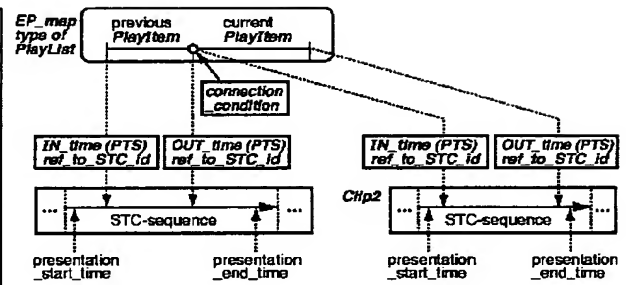 EP_map
type of
PlayList
previous
PlayItem
current
PlayItem
connection
_condition
IN_time (PTS)
ref_to_STC_id
OUT_time (PTS)
ref_to_STC_id
IN_time (PTS)
ref_to_STC_id
OUT_time (PTS)
ref_to_STC_id
... STC-sequence ...
Clip2
... STC-sequence ...
presentation
_start_time
presentation
_end_time
presentation
_start_time
presentation
_end_time